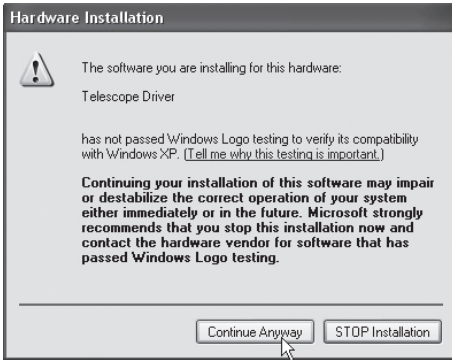 Hardware Installation
The software you are installing for this hardware:
Telescope Driver
has not passed Windows Logo testing to verify its compatibility
with Windows XP. (Tell me why this testing is important.)
Continuing your installation of this software may impair
or destabilize the correct operation of your system
either immediately or in the future. Microsoft strongly
recommends that you stop this installation now and
contact the hardware vendor for software that has
passed Windows Logo testing.
Continue Anyway
STOP Installation